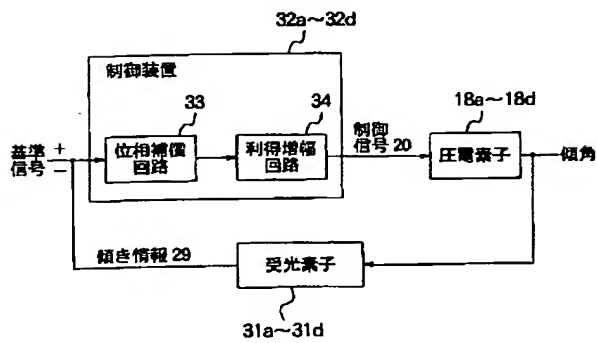 32a～32d
制御装置
33
34
18a～18d
基準
信号
+
−
位相補償
回路
利得増幅
回路
制御
信号 20
圧電素子
傾角
傾き情報 29
受光素子
31a～31d